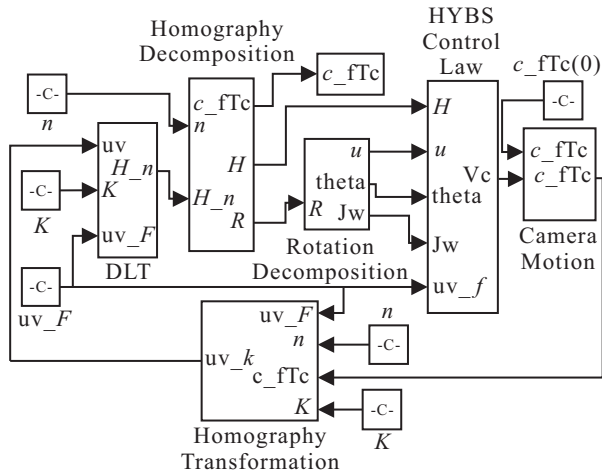 Homography
Decomposition
HYBS
Control
Law
c_fTc(0)
-C-
n
c_fTc
n
H
H_n
R
c_fTc
H
u
theta
Jw
uv_f
Vc
-C-
c_fTc
c_fTc
Camera
Motion
uv
H_n
K
uv_F
DLT
-C-
K
-C-
uv_F
u
theta
R
Jw
Rotation
Decomposition
uv_F
n
uv_k
c_fTc
K
n
-C-
-C-
K
Homography
Transformation